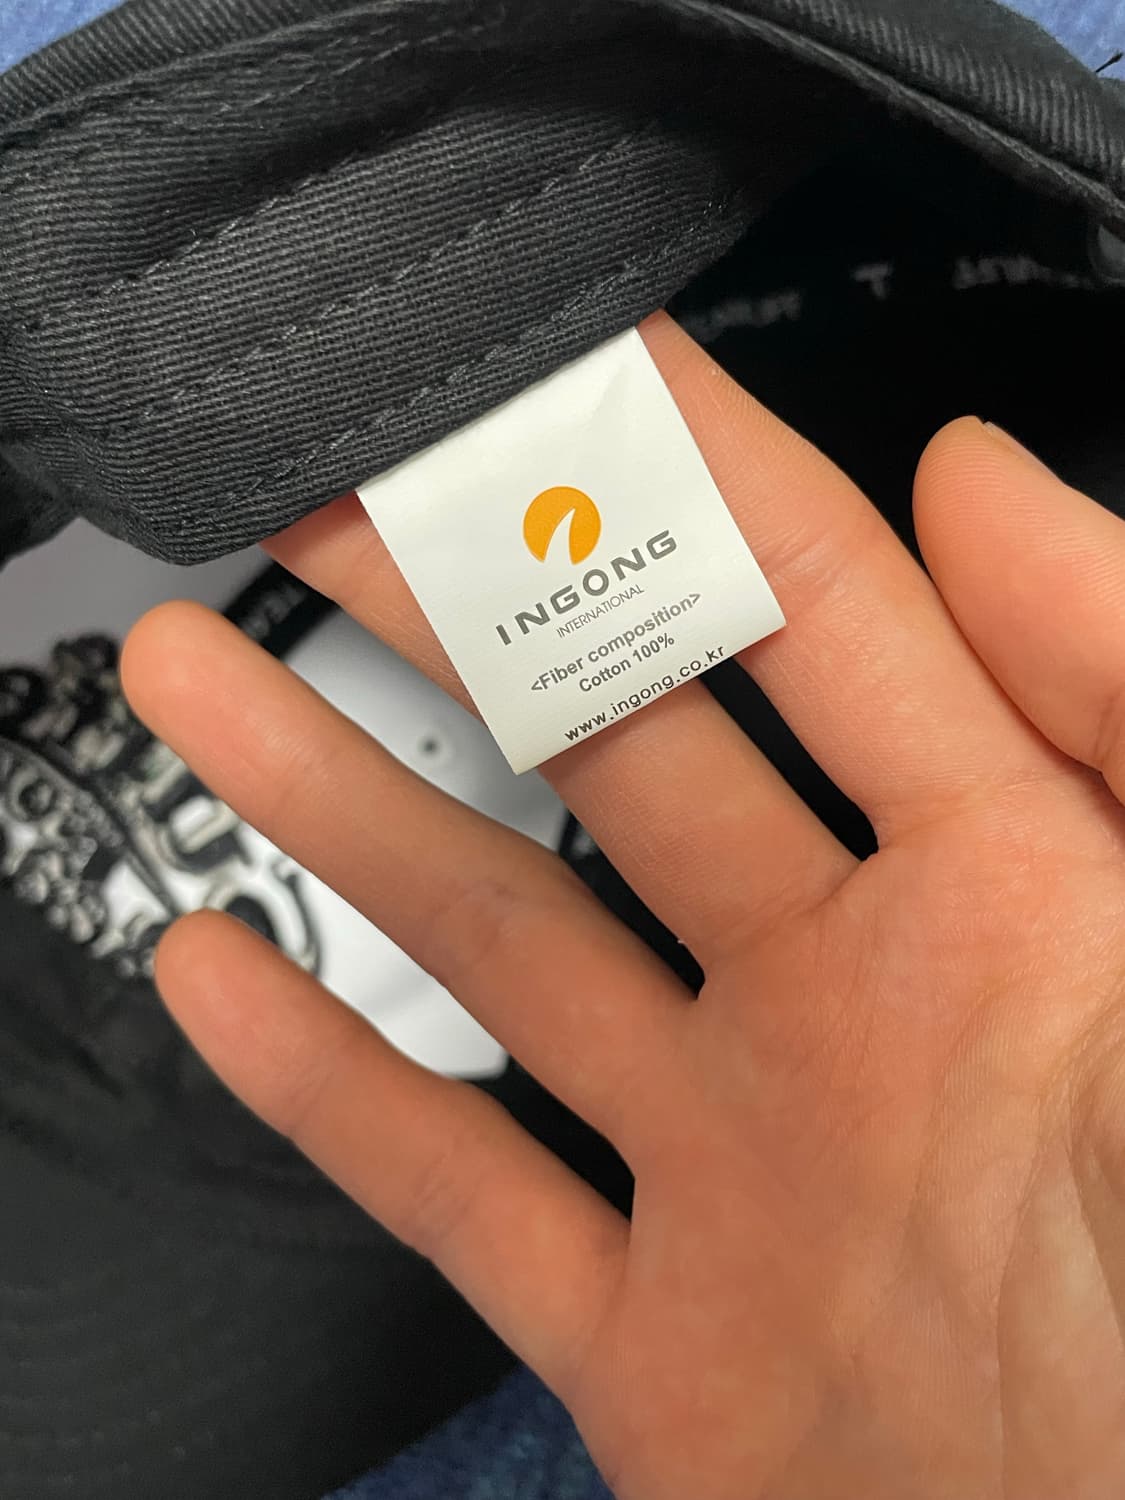 INGONG
INTERNATIONAL
<Fiber composition>
Cotton 100%
www.ingong.co.kr